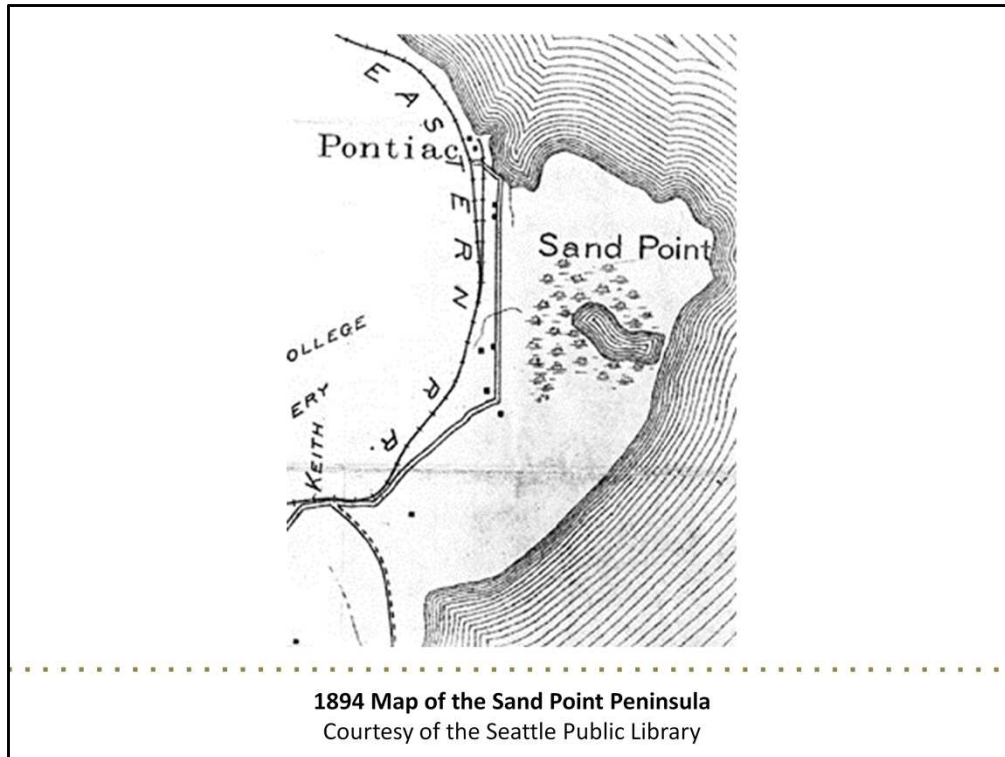 EASTERN R R.
Pontiac
Sand Point
OLLEGE
ERY
KEITH
1894 Map of the Sand Point Peninsula
Courtesy of the Seattle Public Library